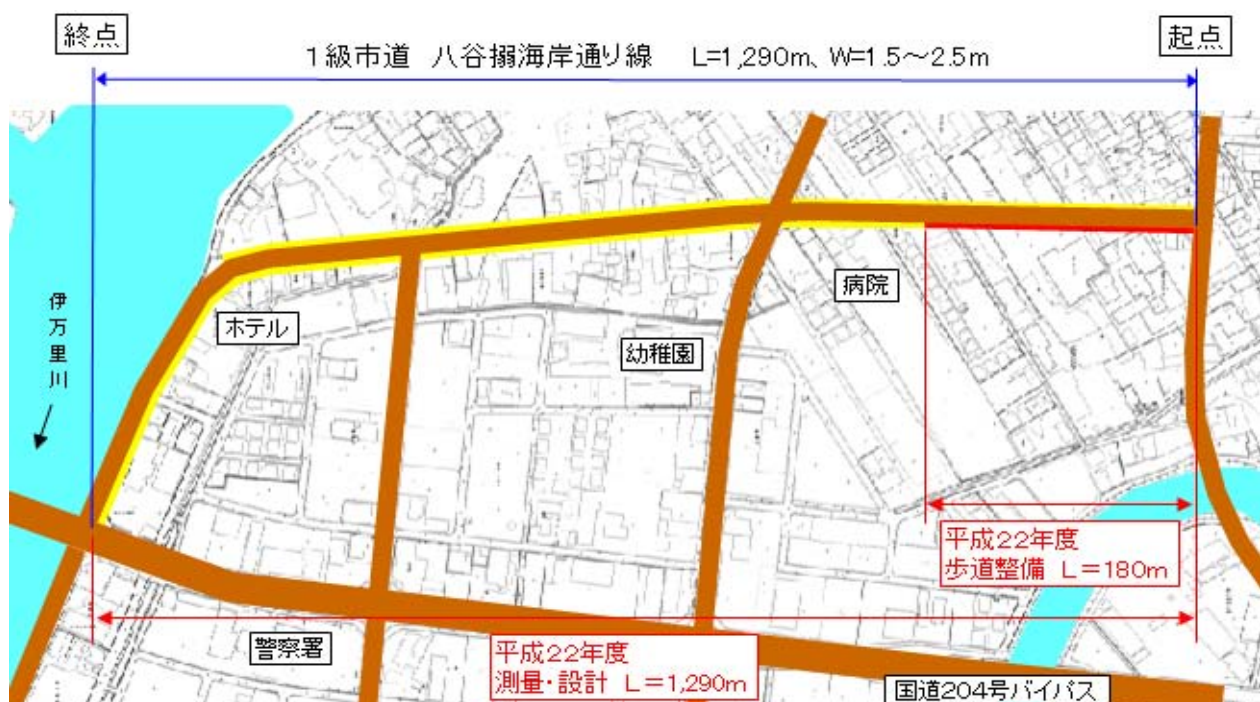 終点
起点
1級市道 八谷搦海岸通り線 L=1,290m、W=1.5～2.5m
伊万里川
ホテル
病院
幼稚園
平成22年度
歩道整備 L=180m
警察署
平成22年度
測量・設計 L=1,290m
国道204号バイパス